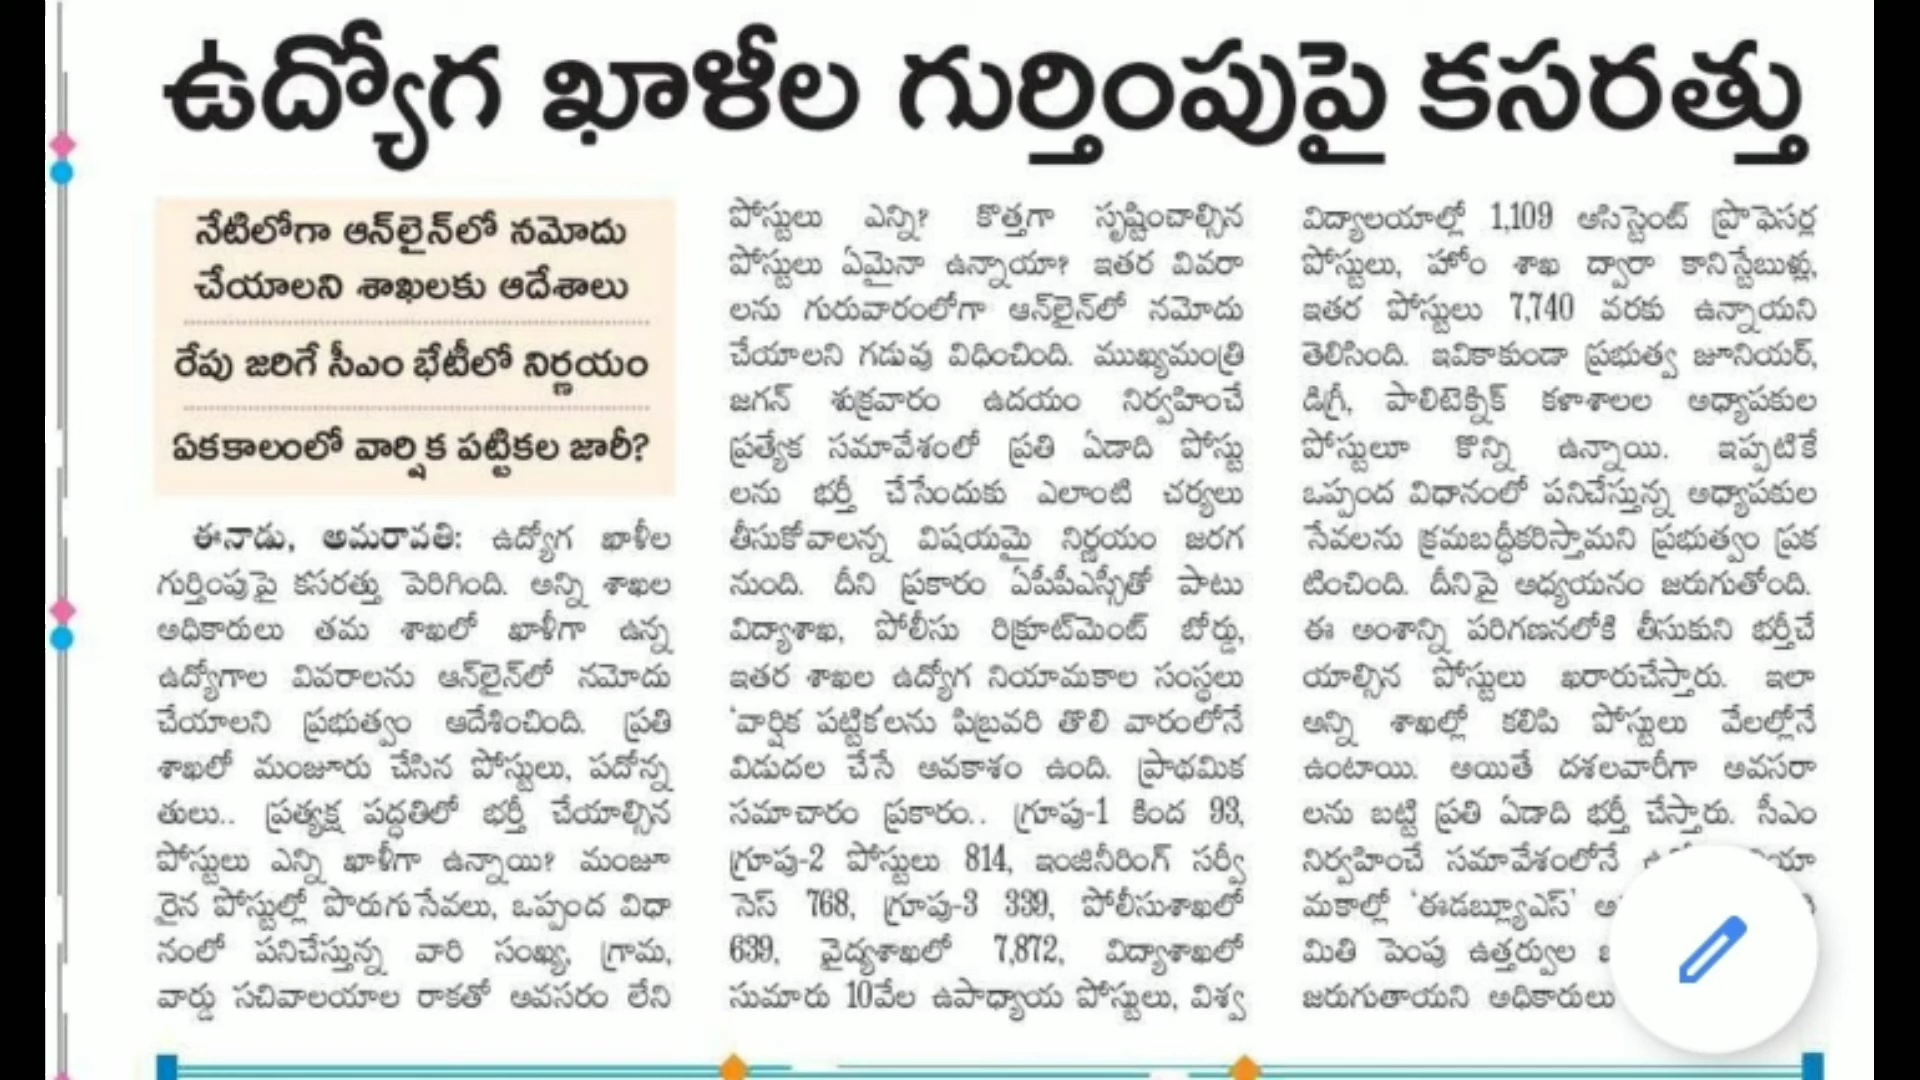 ఉద్యోగ ఖాళీల గుర్తింపుపై కసరత్తు
నేటిలోగా ఆన్‌లైన్‌లో నమోదు
చేయాలని శాఖలకు ఆదేశాలు
రేపు జరిగే సీఎం భేటీలో నిర్ణయం
ఏకకాలంలో వార్షిక పట్టికల జారీ?
ఈనాడు, అమరావతి: ఉద్యోగ ఖాళీల
గుర్తింపుపై కసరత్తు పెరిగింది. అన్ని శాఖల
అధికారులు తమ శాఖలో ఖాళీగా ఉన్న
ఉద్యోగాల వివరాలను ఆన్‌లైన్‌లో నమోదు
చేయాలని ప్రభుత్వం ఆదేశించింది. ప్రతి
శాఖలో మంజూరు చేసిన పోస్టులు, పదోన్న
తులు.. ప్రత్యక్ష పద్ధతిలో భర్తీ చేయాల్సిన
పోస్టులు ఎన్ని ఖాళీగా ఉన్నాయి? మంజూ
రైన పోస్టుల్లో పొరుగుసేవలు, ఒప్పంద విధా
నంలో పనిచేస్తున్న వారి సంఖ్య, గ్రామ,
వార్డు సచివాలయాల రాకతో అవసరం లేని
పోస్టులు ఎన్ని? కొత్తగా సృష్టించాల్సిన
పోస్టులు ఏమైనా ఉన్నాయా? ఇతర వివరా
లను గురువారంలోగా ఆన్‌లైన్‌లో నమోదు
చేయాలని గడువు విధించింది. ముఖ్యమంత్రి
జగన్ శుక్రవారం ఉదయం నిర్వహించే
ప్రత్యేక సమావేశంలో ప్రతి ఏడాది పోస్టు
లను భర్తీ చేసేందుకు ఎలాంటి చర్యలు
తీసుకోవాలన్న విషయమై నిర్ణయం జరగ
నుంది. దీని ప్రకారం ఏపీపీఎస్సీతో పాటు
విద్యాశాఖ, పోలీసు రిక్రూట్‌మెంట్ బోర్డు,
ఇతర శాఖల ఉద్యోగ నియామకాల సంస్థలు
'వార్షిక పట్టిక'లను ఫిబ్రవరి తొలి వారంలోనే
విడుదల చేసే అవకాశం ఉంది. ప్రాథమిక
సమాచారం ప్రకారం.. గ్రూపు-1 కింద 93,
గ్రూపు-2 పోస్టులు 814, ఇంజినీరింగ్ సర్వీ
సెస్ 768, గ్రూపు-3 339, పోలీసుశాఖలో
639, వైద్యశాఖలో 7,872, విద్యాశాఖలో
సుమారు 10వేల ఉపాధ్యాయ పోస్టులు, విశ్వ
విద్యాలయాల్లో 1,109 ఆసిస్టెంట్ ప్రొఫెసర్ల
పోస్టులు, హోం శాఖ ద్వారా కానిస్టేబుళ్లు,
ఇతర పోస్టులు 7,740 వరకు ఉన్నాయని
తెలిసింది. ఇవికాకుండా ప్రభుత్వ జూనియర్,
డిగ్రీ, పాలిటెక్నిక్ కళాశాలల అధ్యాపకుల
పోస్టులూ కొన్ని ఉన్నాయి. ఇప్పటికే
ఒప్పంద విధానంలో పనిచేస్తున్న అధ్యాపకుల
సేవలను క్రమబద్ధీకరిస్తామని ప్రభుత్వం ప్రక
టించింది. దీనిపై అధ్యయనం జరుగుతోంది.
ఈ అంశాన్ని పరిగణనలోకి తీసుకుని భర్తీచే
యాల్సిన పోస్టులు ఖరారుచేస్తారు. ఇలా
అన్ని శాఖల్లో కలిపి పోస్టులు వేలల్లోనే
ఉంటాయి. అయితే దశలవారీగా అవసరా
లను బట్టి ప్రతి ఏడాది భర్తీ చేస్తారు. సీఎం
నిర్వహించే సమావేశంలోనే
మకాల్లో 'ఈడబ్ల్యూఎస్'
మితి పెంపు ఉత్తర్వుల
జరుగుతాయని అధికారులు